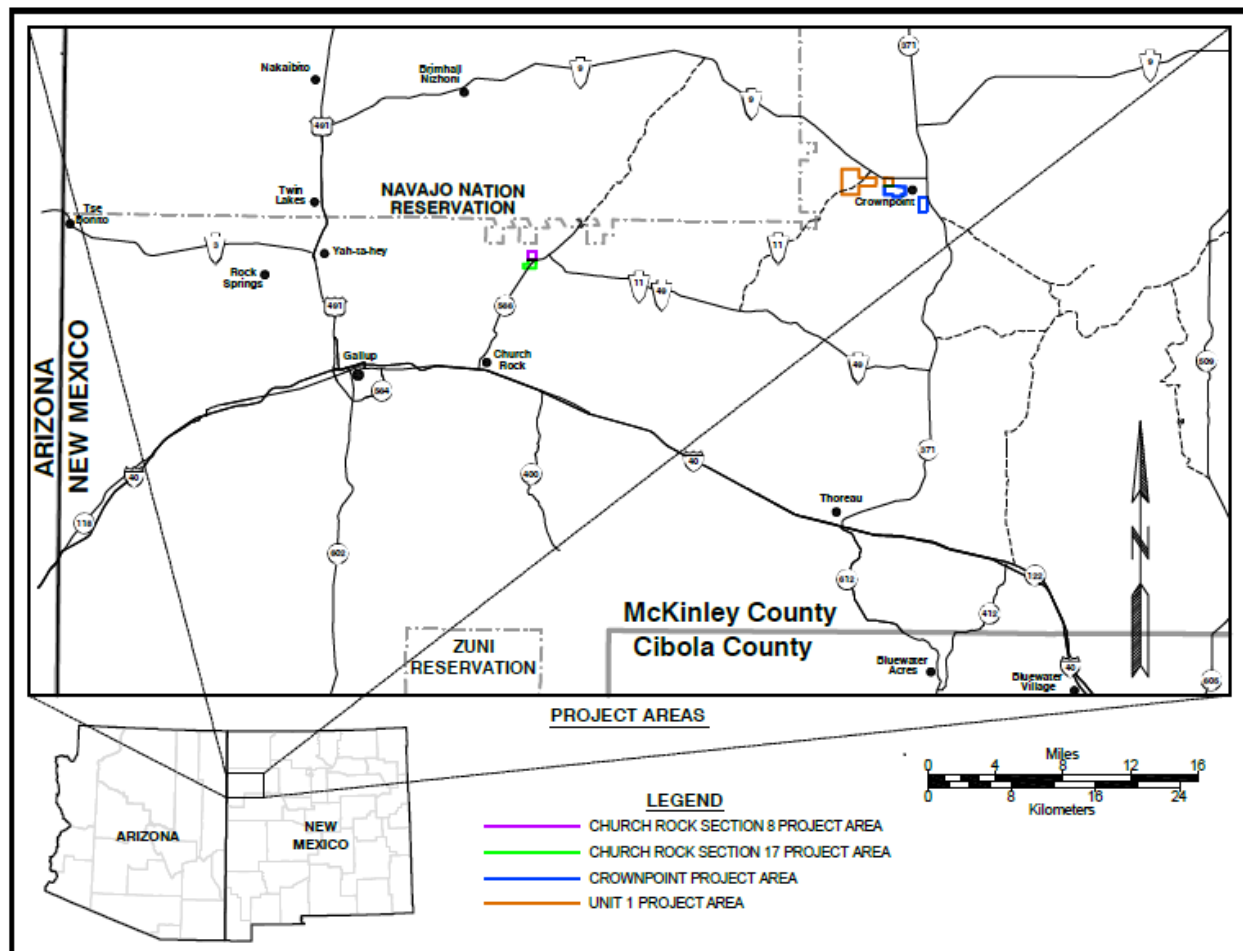 371
9
9
9
Nakaibito
Brimhall
Nizhoni
491
NAVAJO NATION
RESERVATION
Twin
Lakes
Crownpoint
Tse
Bonito
3
Yah-ta-hey
Rock
Springs
11
11
49
566
491
Gallup
Church
Rock
564
49
509
ARIZONA
NEW MEXICO
40
118
602
400
40
371
Thoreau
N
612
412
122
McKinley County
Cibola County
ZUNI
RESERVATION
Bluewater
Acres
Bluewater
Village
40
605
PROJECT AREAS
Miles
0 4 8 12 16
0 8 16 24
Kilometers
ARIZONA
NEW
MEXICO
LEGEND
CHURCH ROCK SECTION 8 PROJECT AREA
CHURCH ROCK SECTION 17 PROJECT AREA
CROWNPOINT PROJECT AREA
UNIT 1 PROJECT AREA